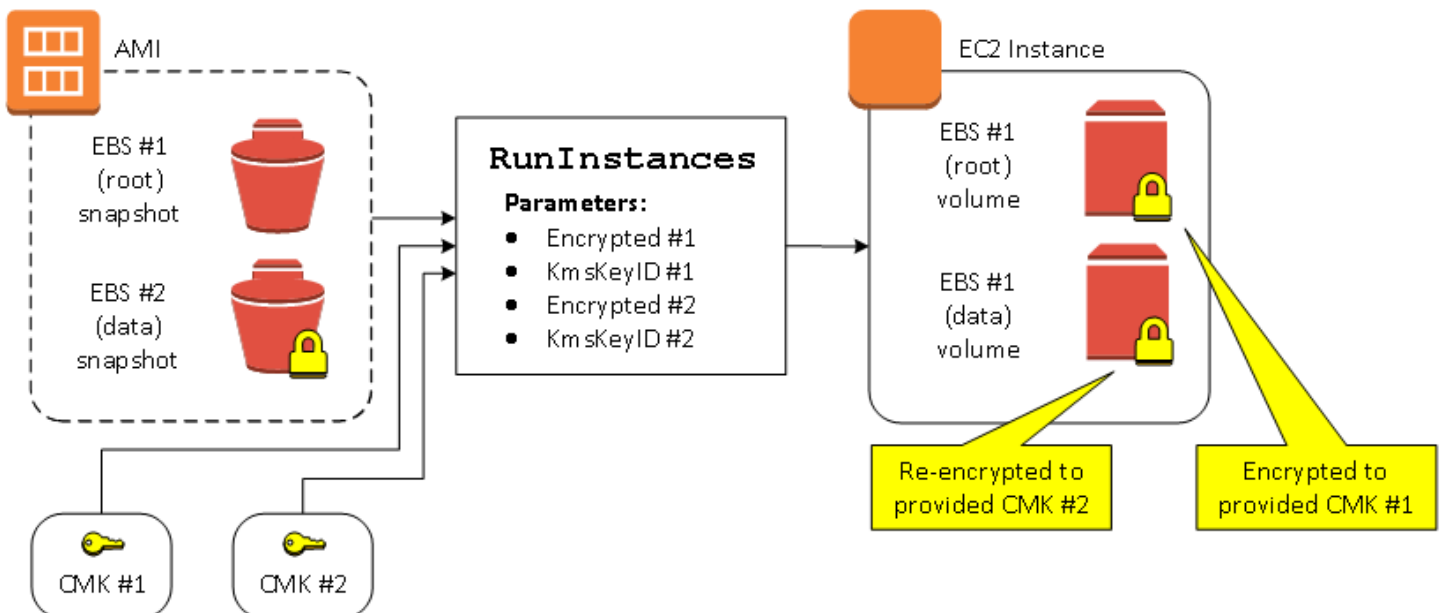 AMI
EBS #1
(root)
snapshot
EBS #2
(data)
snapshot
CMK #1
CMK #2
RunInstances
Parameters:
• Encrypted #1
• KmsKeyID #1
• Encrypted #2
• KmsKeyID #2
EC2 Instance
EBS #1
(root)
volume
EBS #1
(data)
volume
Re-encrypted to
provided CMK #2
Encrypted to
provided CMK #1